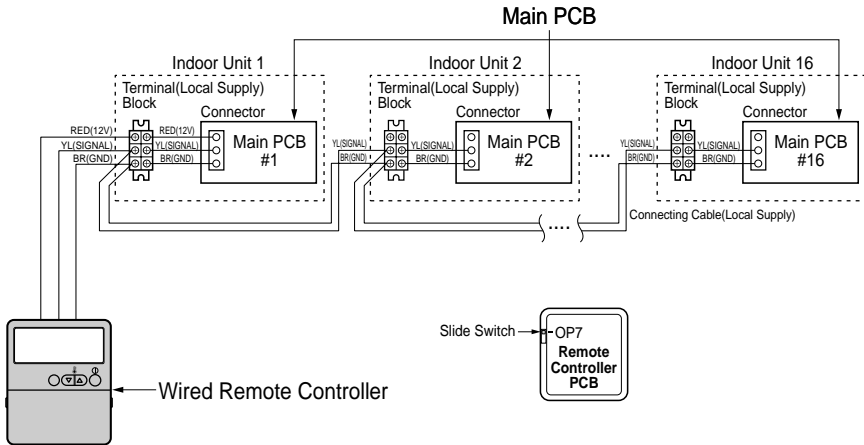 Main PCB
Indoor Unit 1
Indoor Unit 2
Indoor Unit 16
Terminal(Local Supply)
Block
Terminal(Local Supply)
Block
Terminal(Local Supply)
Block
Connector
Connector
Connector
RED(12V)
YL(SIGNAL)
BR(GND)
RED(12V)
YL(SIGNAL)
BR(GND)
Main PCB
#1
YL(SIGNAL)
BR(GND)
YL(SIGNAL)
BR(GND)
Main PCB
#2
....
YL(SIGNAL)
BR(GND)
YL(SIGNAL)
BR(GND)
Main PCB
#16
....
Connecting Cable(Local Supply)
Slide Switch
OP7
Remote
Controller
PCB
Wired Remote Controller